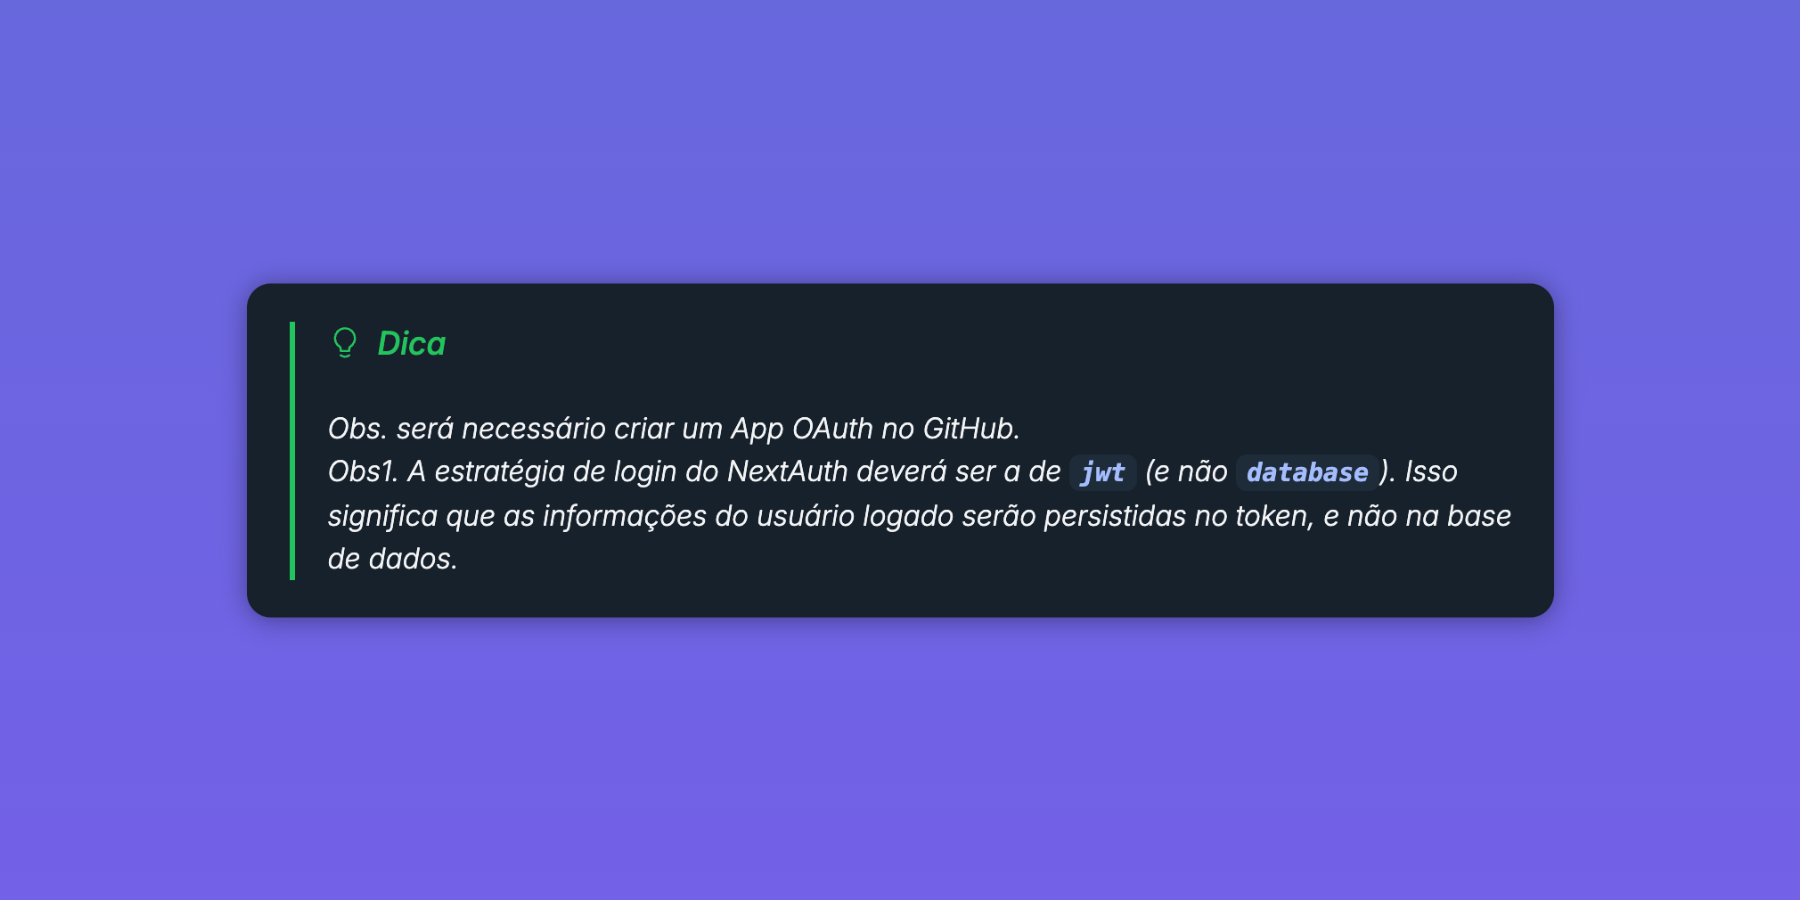 Dica
Obs. será necessário criar um App OAuth no GitHub.
Obs1. A estratégia de login do NextAuth deverá ser a de jwt (e não database). Isso
significa que as informações do usuário logado serão persistidas no token, e não na base
de dados.